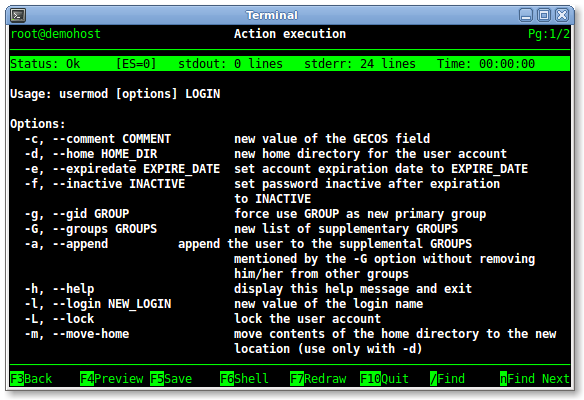 Terminal
root@demohost Action execution Pg:1/2
Status: Ok [ES=0] stdout: 0 lines stderr: 24 lines Time: 00:00:00
Usage: usermod [options] LOGIN
Options:
-c, --comment COMMENT new value of the GECOS field
-d, --home HOME_DIR new home directory for the user account
-e, --expiredate EXPIRE_DATE set account expiration date to EXPIRE_DATE
-f, --inactive INACTIVE set password inactive after expiration
to INACTIVE
-g, --gid GROUP force use GROUP as new primary group
-G, --groups GROUPS new list of supplementary GROUPS
-a, --append append the user to the supplemental GROUPS
mentioned by the -G option without removing
him/her from other groups
-h, --help display this help message and exit
-l, --login NEW_LOGIN new value of the login name
-L, --lock lock the user account
-m, --move-home move contents of the home directory to the new
location (use only with -d)
F3Back F4Preview F5Save F6Shell F7Redraw F10Quit /Find nFind Next